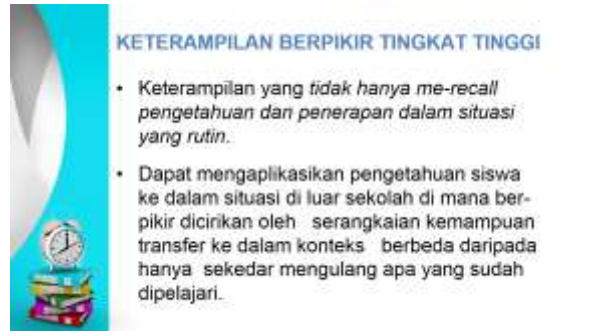 KETERAMPILAN BERPIKIR TINGKAT TINGGI
• Keterampilan yang tidak hanya me-recall
pengetahuan dan penerapan dalam situasi
yang rutin.
• Dapat mengaplikasikan pengetahuan siswa
ke dalam situasi di luar sekolah di mana ber-
pikir dicirikan oleh serangkaian kemampuan
transfer ke dalam konteks berbeda daripada
hanya sekedar mengulang apa yang sudah
dipelajari.